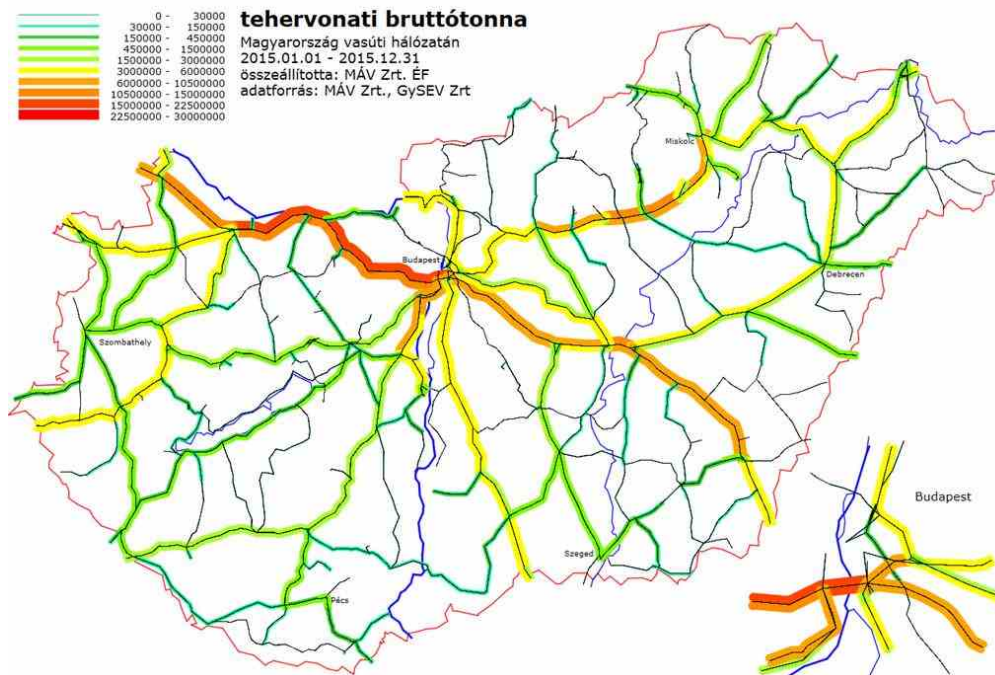 tehervonati bruttótonna
Magyarország vasúti hálózatán
2015.01.01 - 2015.12.31
összeállította: MÁV Zrt. ÉF
adatforrás: MÁV Zrt., GySEV Zrt
0 - 30000
30000 - 150000
150000 - 450000
450000 - 1500000
1500000 - 3000000
3000000 - 6000000
6000000 - 10500000
10500000 - 15000000
15000000 - 22500000
22500000 - 30000000
Miskolc
Budapest
Debrecen
Szombathely
Budapest
Szeged
Pécs